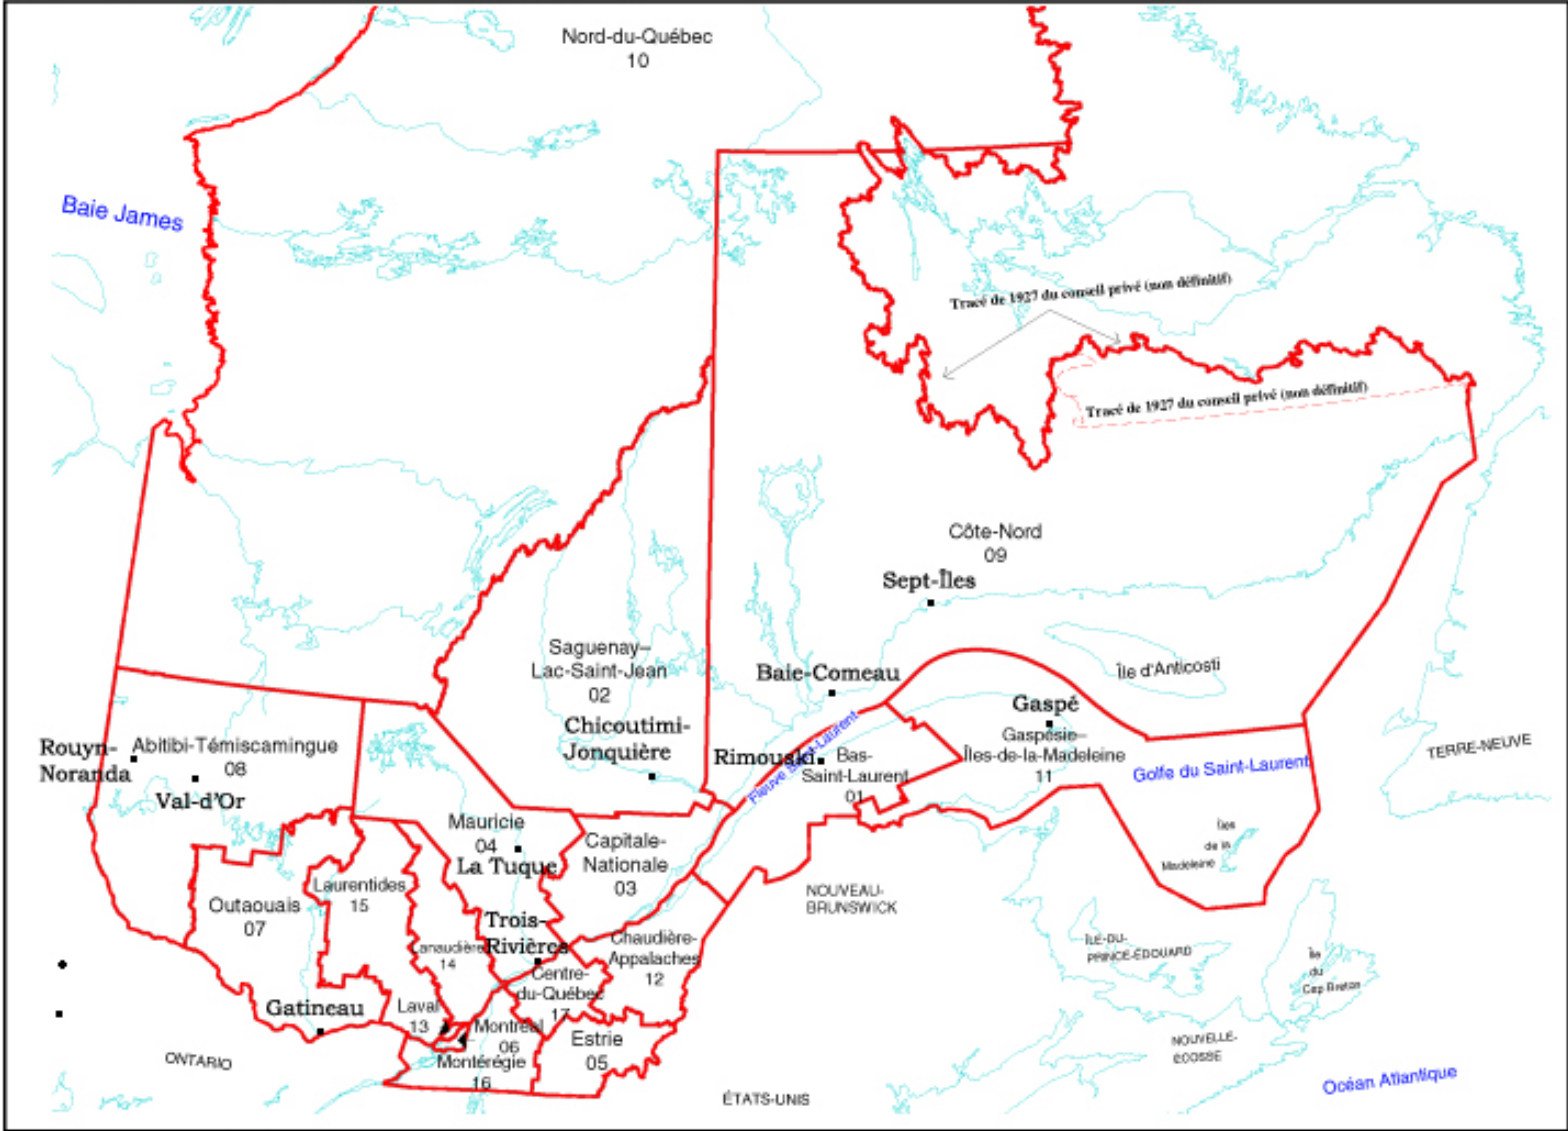 Nord-du-Québec
10
Baie James
Tracé de 1927 du conseil privé (non définitif)
Tracé de 1927 du conseil privé (non définitif)
Côte-Nord
09
Sept-Îles
Saguenay–
Lac-Saint-Jean
02
Baie-Comeau
Île d'Anticosti
Chicoutimi-
Jonquière
Gaspé
Gaspésie–
Îles-de-la-Madeleine
11
Rouyn-
Noranda
Abitibi-Témiscamingue
08
Val-d'Or
Rimouski
Fleuve Saint-Laurent
Bas-
Saint-Laurent
01
Golfe du Saint-Laurent
TERRE-NEUVE
Mauricie
04
La Tuque
Capitale-
Nationale
03
Îles
de la
Madeleine
Laurentides
15
Outaouais
07
NOUVEAU-
BRUNSWICK
Trois-
Rivières
Lanaudière
14
Chaudière-
Appalaches
12
ÎLE-DU-
PRINCE-ÉDOUARD
Île
du
Cap Breton
Centre-
du-Québec
17
Gatineau
Laval
13
Montréal
06
Estrie
05
Montérégie
16
ONTARIO
NOUVELLE-
ECOSSE
Océan Atlantique
ÉTATS-UNIS